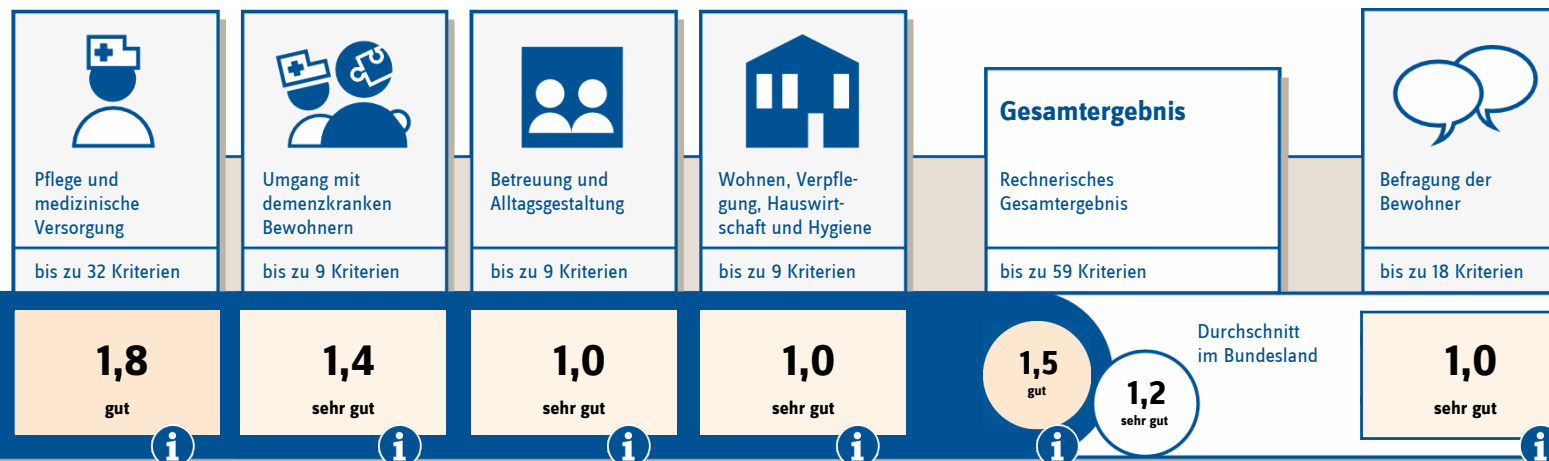 Pflege und
medizinische
Versorgung
bis zu 32 Kriterien
1,8
gut
Umgang mit
demenzkranken
Bewohnern
bis zu 9 Kriterien
1,4
sehr gut
Betreuung und
Alltagsgestaltung
bis zu 9 Kriterien
1,0
sehr gut
Wohnen, Verpfle-
gung, Hauswirt-
schaft und Hygiene
bis zu 9 Kriterien
1,0
sehr gut
Gesamtergebnis
Rechnerisches
Gesamtergebnis
bis zu 59 Kriterien
1,5
gut
1,2
sehr gut
Durchschnitt
im Bundesland
Befragung der
Bewohner
bis zu 18 Kriterien
1,0
sehr gut